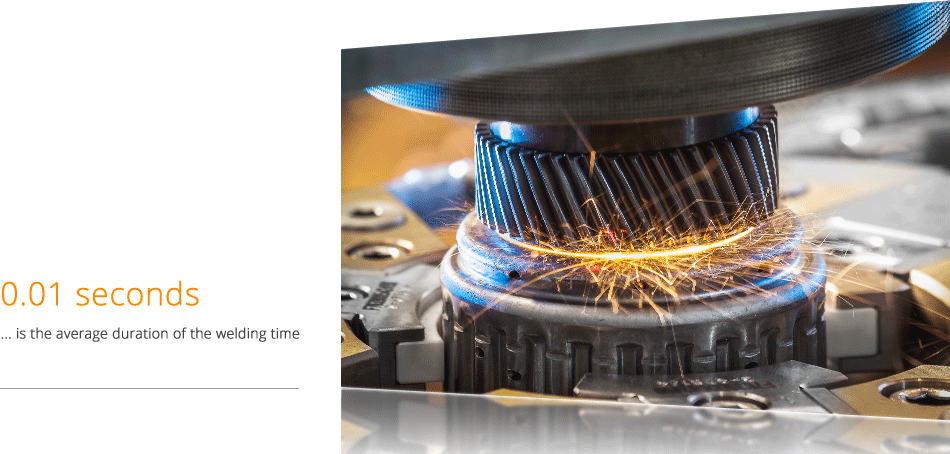 0.01 seconds
... is the average duration of the welding time